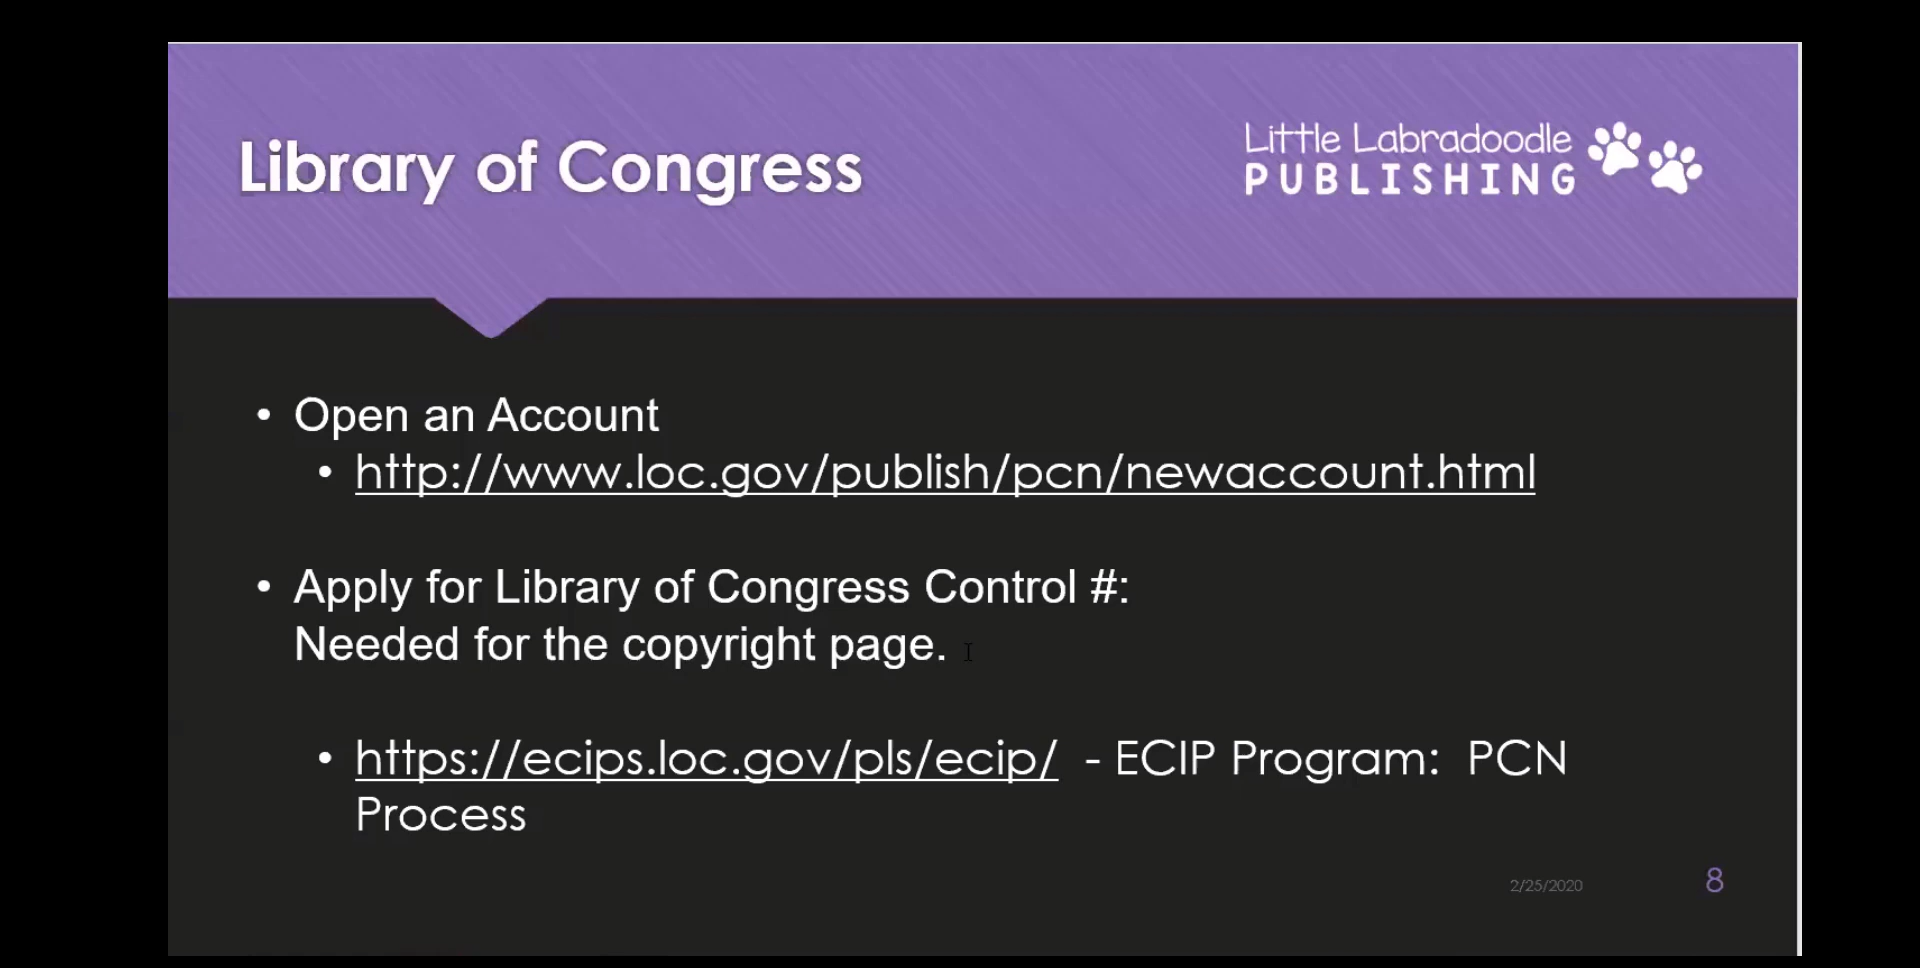 Library of Congress
Little Labradoodle
PUBLISHING
• Open an Account
• http://www.loc.gov/publish/pcn/newaccount.html
• Apply for Library of Congress Control #:
Needed for the copyright page.
• https://ecips.loc.gov/pls/ecip/ - ECIP Program: PCN
Process
2/25/2020
8